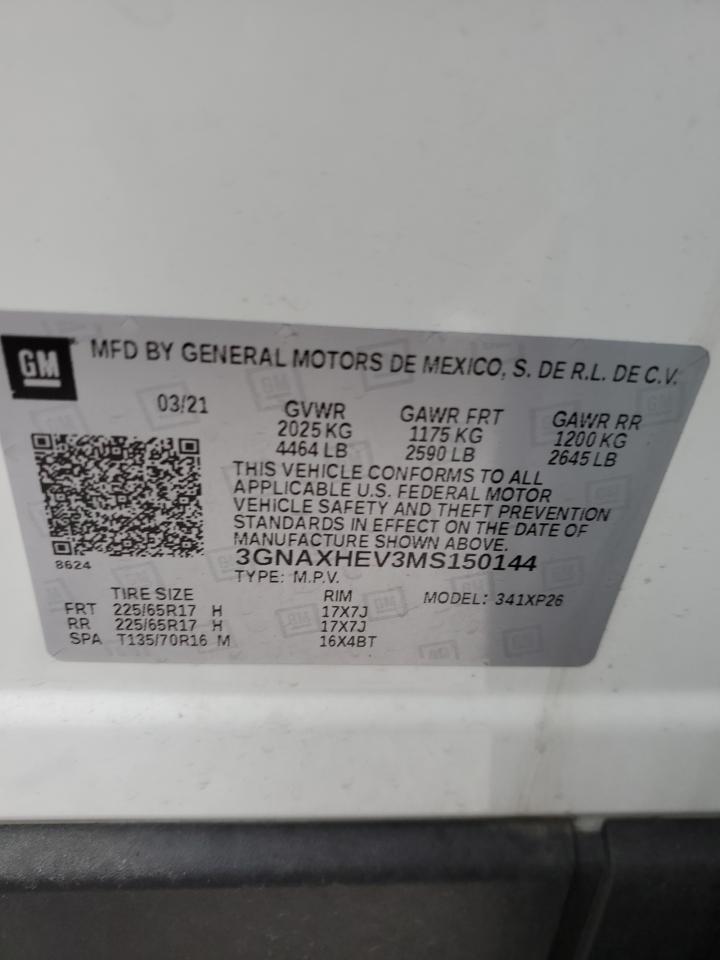 GM MFD BY GENERAL MOTORS DE MEXICO, S. DE R.L. DE C.V.
03/21 GVWR GAWR FRT GAWR RR
2025 KG 1175 KG 1200 KG
4464 LB 2590 LB 2645 LB
THIS VEHICLE CONFORMS TO ALL
APPLICABLE U.S. FEDERAL MOTOR
VEHICLE SAFETY AND THEFT PREVENTION
STANDARDS IN EFFECT ON THE DATE OF
MANUFACTURE SHOWN ABOVE.
8624 3GNAXHEV3MS150144
TYPE: M.P.V.
TIRE SIZE RIM MODEL: 341XP26
FRT 225/65R17 H 17X7J
RR 225/65R17 H 17X7J
SPA T135/70R16 M 16X4BT